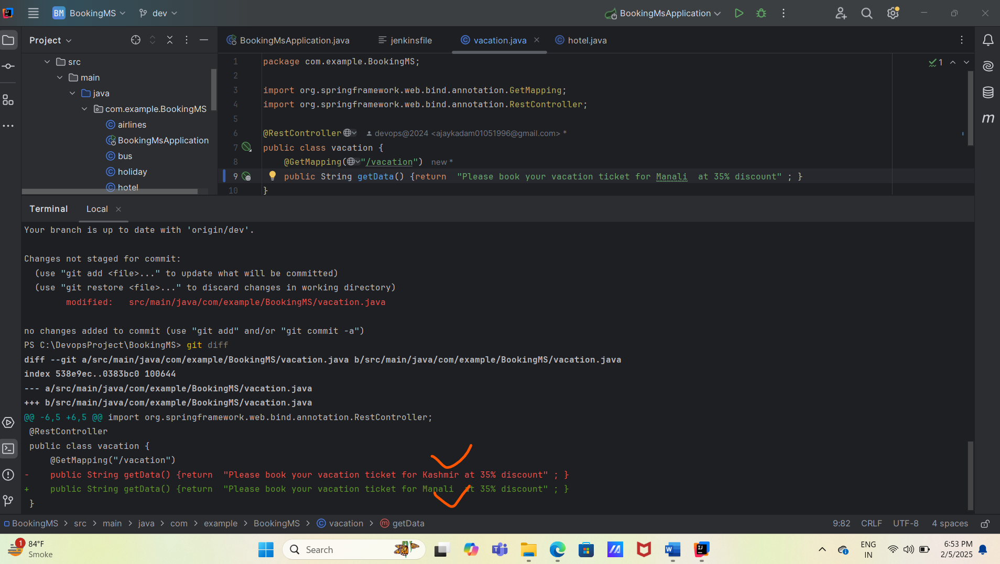 BM BookingMS dev BookingMsApplication
Project
BookingMsApplication.java jenkinsfile vacation.java hotel.java
src
main
java
com.example.BookingMS
airlines
BookingMsApplication
bus
holiday
hotel
1 package com.example.BookingMS;
2
3 import org.springframework.web.bind.annotation.GetMapping;
4 import org.springframework.web.bind.annotation.RestController;
5
6 @RestController devops@2024 <ajaykadam01051996@gmail.com> *
7 public class vacation {
8 @GetMapping("/vacation") new *
9 public String getData() {return "Please book your vacation ticket for Manali at 35% discount" ; }
10 }
1
m
Terminal Local
Your branch is up to date with 'origin/dev'.
Changes not staged for commit:
(use "git add <file>..." to update what will be committed)
(use "git restore <file>..." to discard changes in working directory)
modified: src/main/java/com/example/BookingMS/vacation.java
no changes added to commit (use "git add" and/or "git commit -a")
PS C:\DevopsProject\BookingMS> git diff
diff --git a/src/main/java/com/example/BookingMS/vacation.java b/src/main/java/com/example/BookingMS/vacation.java
index 538e9ec..0383bc0 100644
--- a/src/main/java/com/example/BookingMS/vacation.java
+++ b/src/main/java/com/example/BookingMS/vacation.java
@@ -6,5 +6,5 @@ import org.springframework.web.bind.annotation.RestController;
@RestController
public class vacation {
@GetMapping("/vacation")
- public String getData() {return "Please book your vacation ticket for Kashmir at 35% discount" ; }
+ public String getData() {return "Please book your vacation ticket for Manali at 35% discount" ; }
}
BookingMS > src > main > java > com > example > BookingMS > vacation > getData 9:82 CRLF UTF-8 4 spaces
1 84°F
Smoke
Search
ENG
IN
6:53 PM
2/5/2025